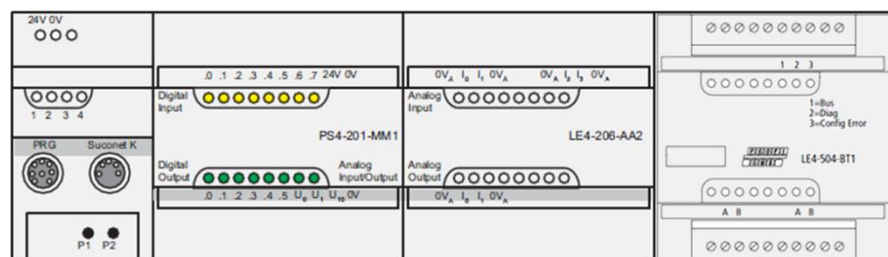 24V 0V
.0 .1 .2 .3 .4 .5 .6 .7 24V 0V
0VA I0 I1 0VA 0VA I2 I3 0VA
1 2 3
Digital
Input
Analog
Input
1 2 3 4
1=Bus
2=Diag
3=Config Error
PS4-201-MM1
LE4-206-AA2
PRG Suconet K
LE4-504-BT1
Digital
Output
Analog
Input/Output
Analog
Output
.0 .1 .2 .3 .4 .5 U0 U1 U10 0V
0VA I0 I1 0VA
A B A B
P1 P2